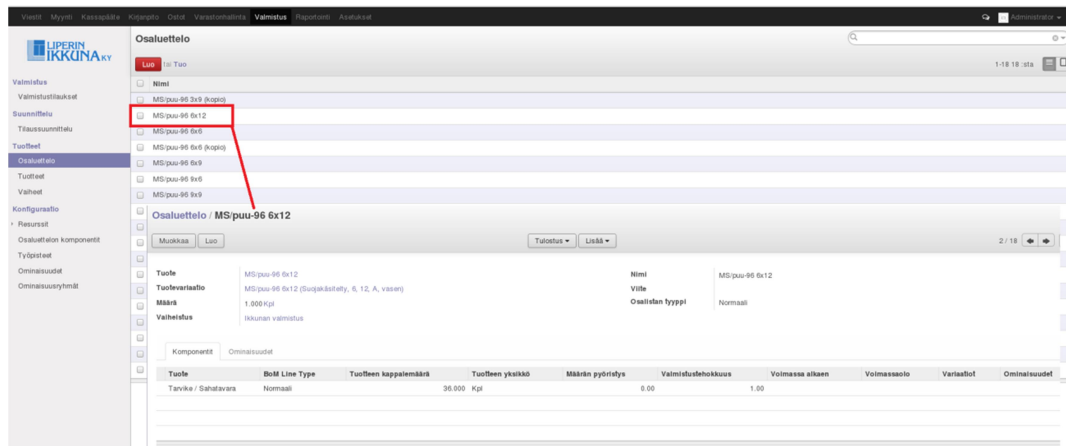 Viestit Myynti Kassapääte Kirjanpito Ostot Varastonhallinta Valmistus Raportointi Asetukset Administrator
LIPERIN
IKKUNA KY
Osaluettelo
Luo tai Tuo
1-18 18 :sta
Valmistus
Valmistustilaukset
Suunnittelu
Tilaussuunnittelu
Tuotteet
Osaluettelo
Tuotteet
Vaiheet
Konfiguraatio
Resurssit
Osaluettelon komponentit
Työpisteet
Ominaisuudet
Ominaisuusryhmät
Nimi
MS/puu-96 3x9 (kopio)
MS/puu-96 6x12
MS/puu-96 6x6
MS/puu-96 6x6 (kopio)
MS/puu-96 6x9
MS/puu-96 9x6
MS/puu-96 9x9
Osaluettelo / MS/puu-96 6x12
Muokkaa Luo Tulostus Lisää 2 / 18
Tuote MS/puu-96 6x12 Nimi MS/puu-96 6x12
Tuotevariaatio MS/puu-96 6x12 (Suojakäsitelty, 6, 12, A, vasen) Viite
Määrä 1.000 Kpl Osalistan tyyppi Normaali
Vaiheistus Ikkunan valmistus
Komponentit Ominaisuudet
Tuote BoM Line Type Tuotteen kappalemäärä Tuotteen yksikkö Määrän pyöristys Valmistustehokkuus Voimassa alkaen Voimassaolo Variaatiot Ominaisuudet
Tarvike / Sahatavara Normaali 36.000 Kpl 0.00 1.00